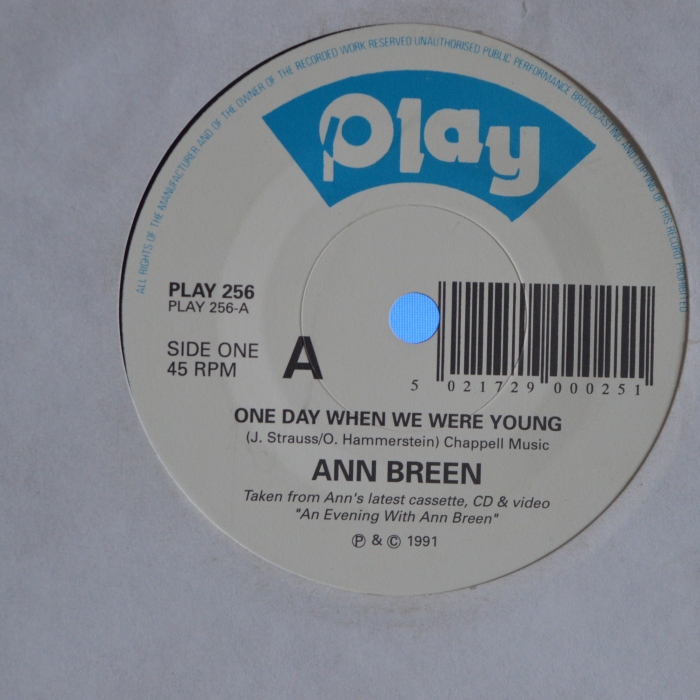 ALL RIGHTS OF THE MANUFACTURER AND OF THE OWNER OF THE RECORDED WORK RESERVED UNAUTHORISED PUBLIC PERFORMANCE BROADCASTING AND COPYING OF THIS RECORD PROHIBITED
play
PLAY 256
PLAY 256-A
SIDE ONE
45 RPM
A
5 021729 000251
ONE DAY WHEN WE WERE YOUNG
(J. Strauss/O. Hammerstein) Chappell Music
ANN BREEN
Taken from Ann's latest cassette, CD & video
"An Evening With Ann Breen"
℗ & © 1991